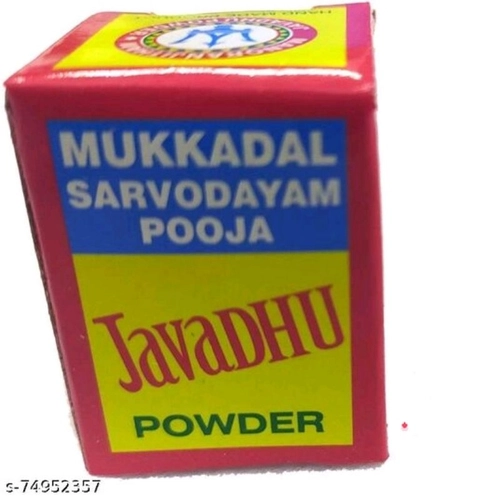 MUKKADAL
SARVODAYAM
POOJA
JavaDHU
POWDER
s-74952357